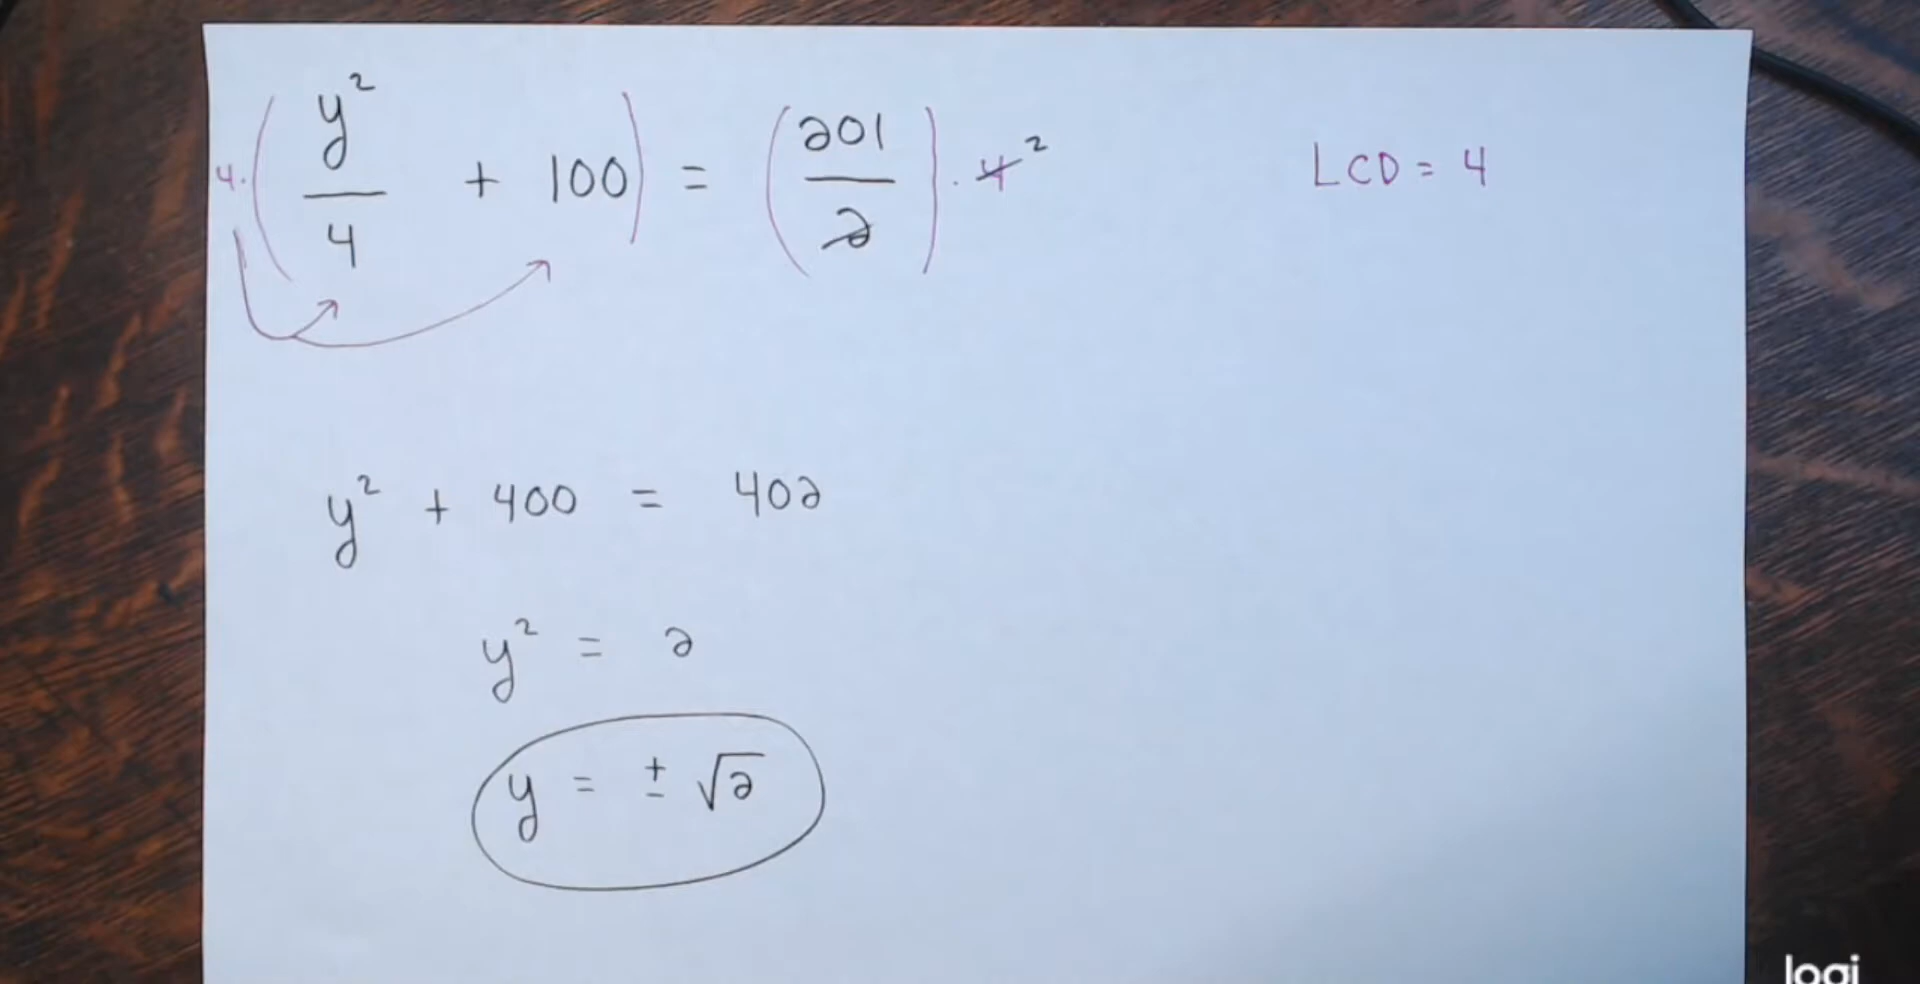 4·(y²/4 + 100) = (201/2)·4²
LCD = 4
y² + 400 = 402
y² = 2
y = ± √2
logi